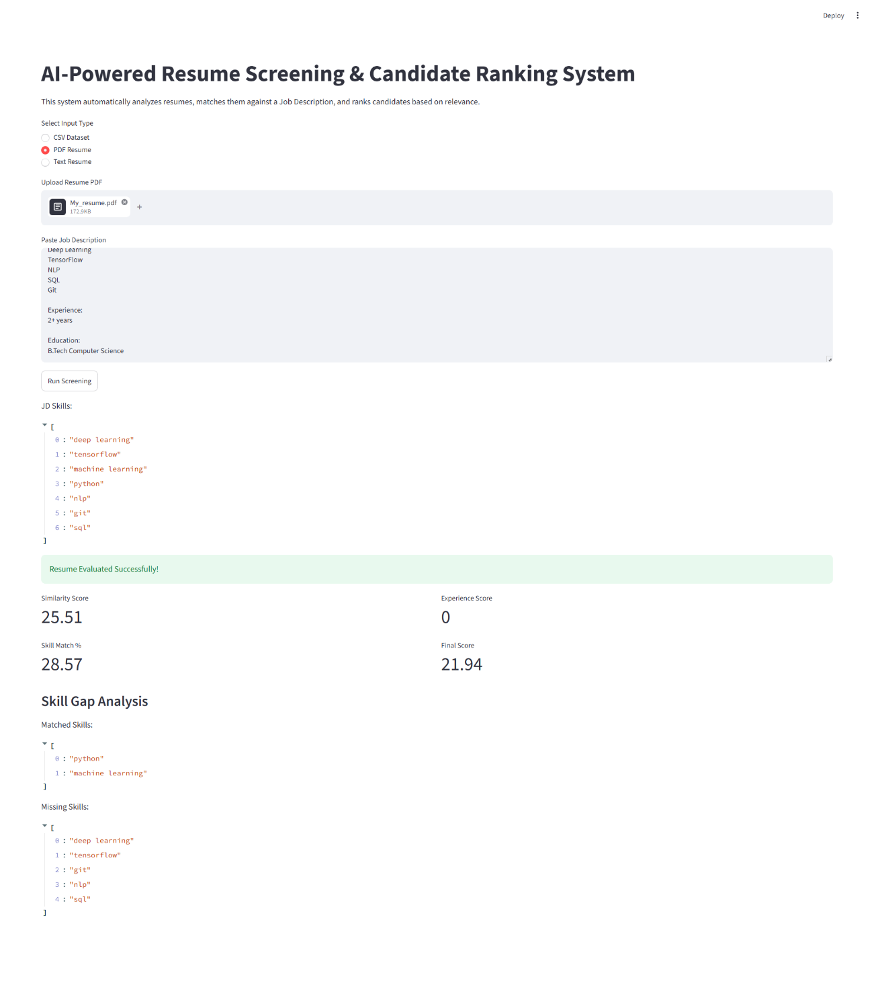 Deploy
AI-Powered Resume Screening & Candidate Ranking System
This system automatically analyzes resumes, matches them against a Job Description, and ranks candidates based on relevance.
Select Input Type
CSV Dataset
PDF Resume
Text Resume
Upload Resume PDF
My_resume.pdf
172.9KB
+
Paste Job Description
Deep Learning
TensorFlow
NLP
SQL
Git
Experience:
2+ years
Education:
B.Tech Computer Science
Run Screening
JD Skills:
[
0 : "deep learning"
1 : "tensorflow"
2 : "machine learning"
3 : "python"
4 : "nlp"
5 : "git"
6 : "sql"
]
Resume Evaluated Successfully!
Similarity Score
25.51
Experience Score
0
Skill Match %
28.57
Final Score
21.94
Skill Gap Analysis
Matched Skills:
[
0 : "python"
1 : "machine learning"
]
Missing Skills:
[
0 : "deep learning"
1 : "tensorflow"
2 : "git"
3 : "nlp"
4 : "sql"
]